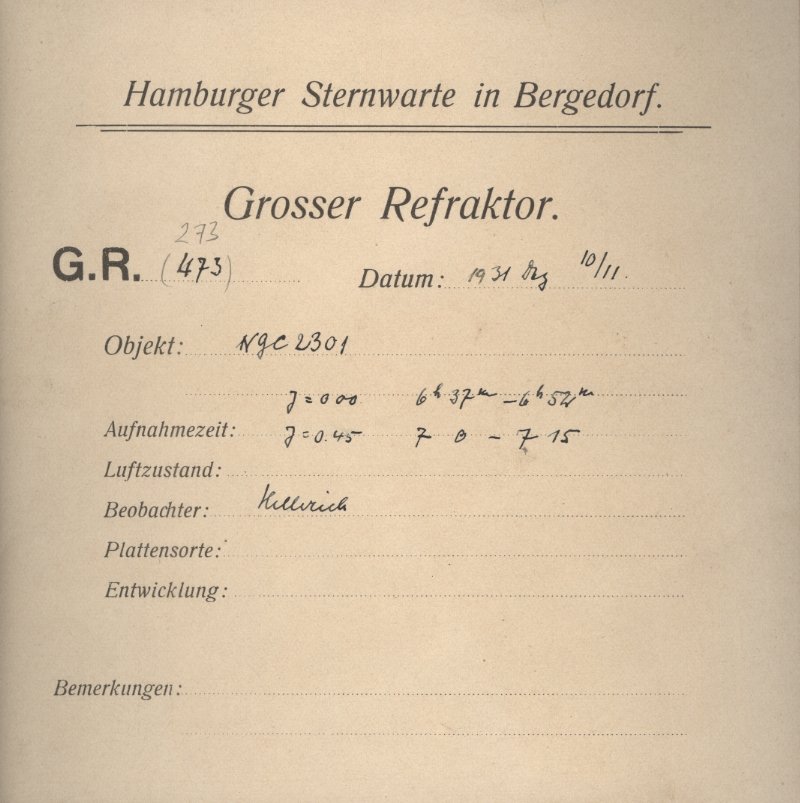 Hamburger Sternwarte in Bergedorf.
Grosser Refraktor.
273
G.R. (473)
Datum: 1931 Dez 10/11.
Objekt: NGC 2301
J = 0.00 6h 37m – 6h 52m
Aufnahmezeit: J = 0.45 7 0 – 7 15
Luftzustand:
Beobachter: Hellerich
Plattensorte:
Entwicklung:
Bemerkungen: